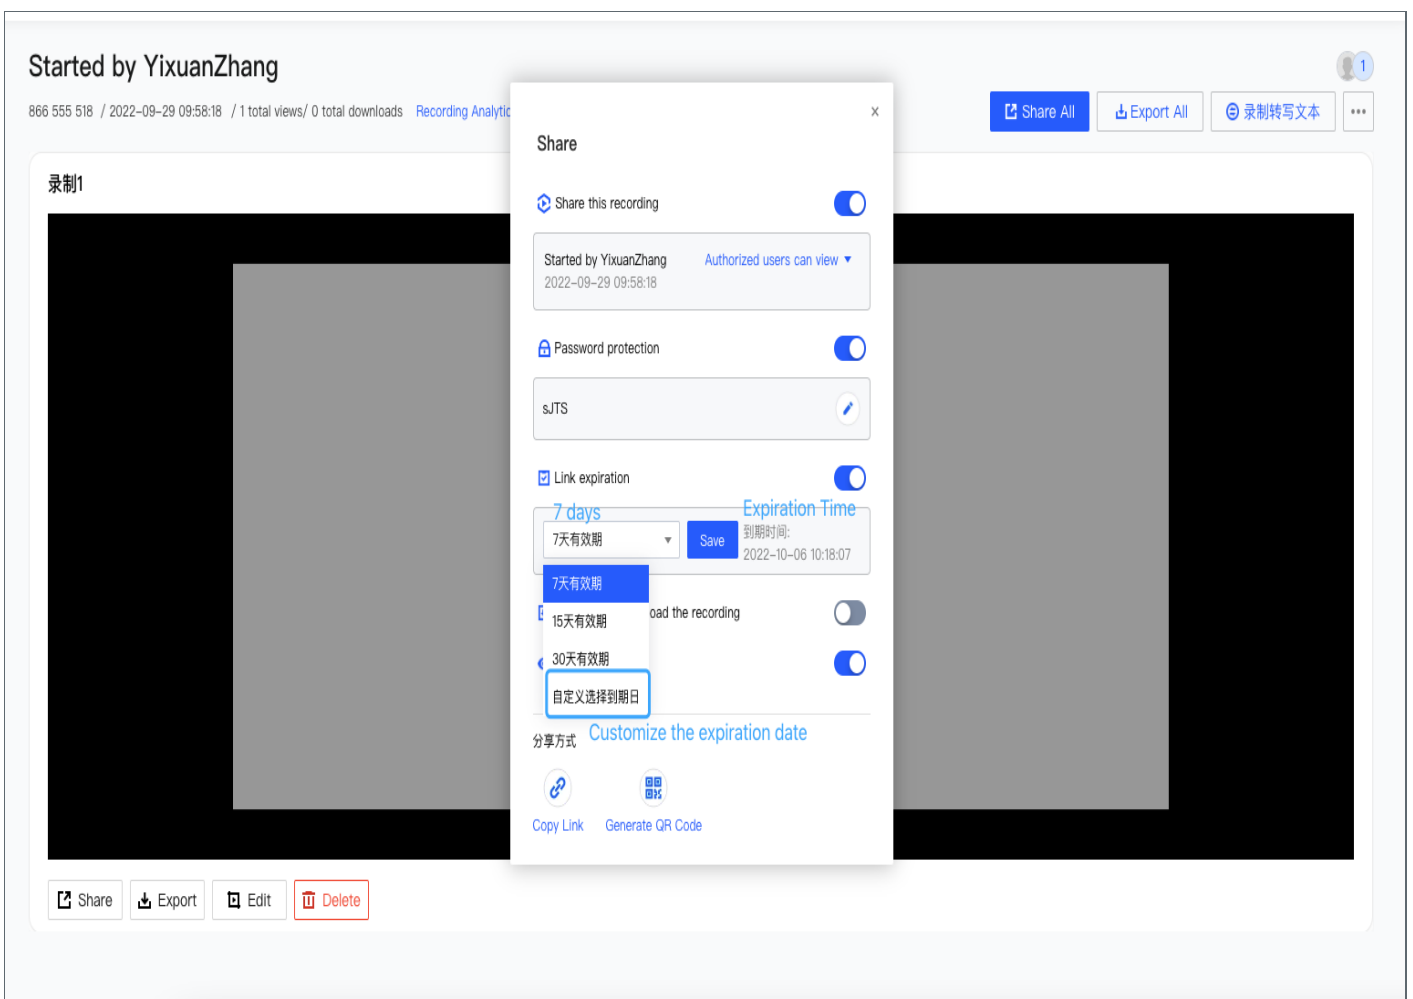 Started by YixuanZhang
1
866 555 518 / 2022-09-29 09:58:18 / 1 total views/ 0 total downloads Recording Analytic
Share All
Export All
录制转写文本
录制1
x
Share
Share this recording
Started by YixuanZhang
Authorized users can view
2022-09-29 09:58:18
Password protection
sJTS
Link expiration
7 days
Expiration Time
7天有效期
Save
到期时间:
2022-10-06 10:18:07
7天有效期
15天有效期
oad the recording
30天有效期
自定义选择到期日
Customize the expiration date
分享方式
Copy Link
Generate QR Code
Share
Export
Edit
Delete